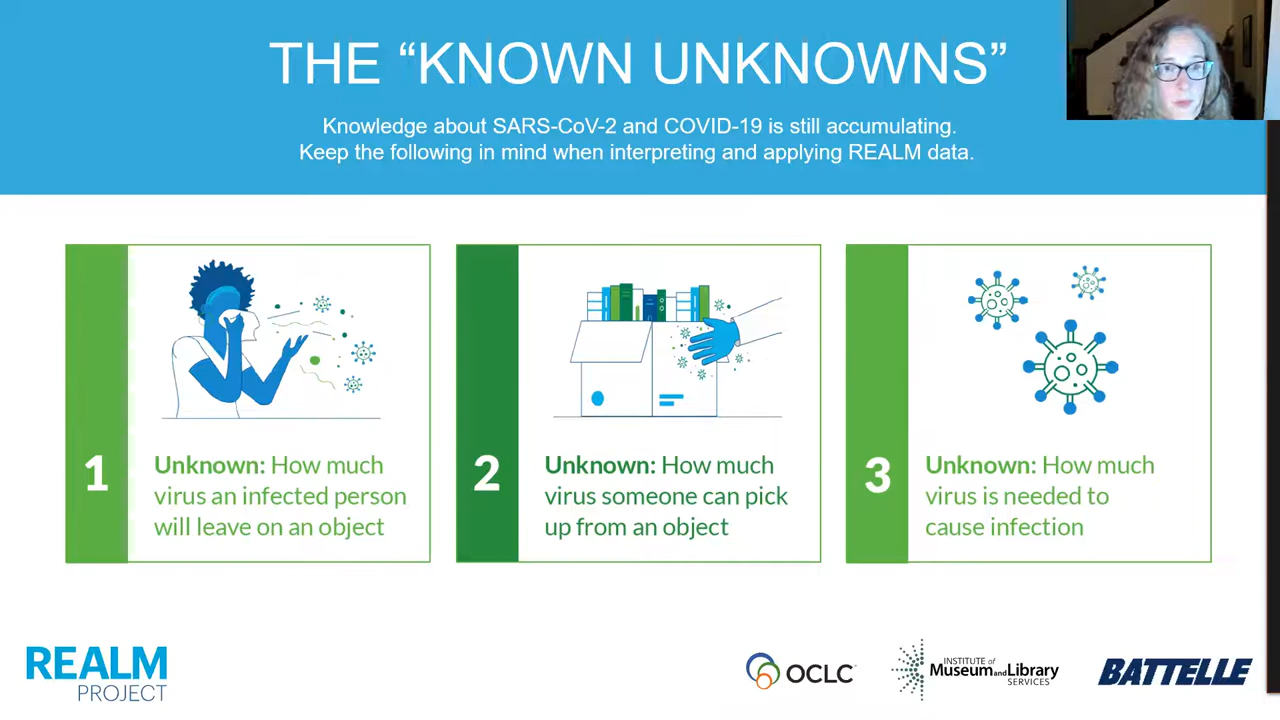 THE “KNOWN UNKNOWNS”
Knowledge about SARS-CoV-2 and COVID-19 is still accumulating.
Keep the following in mind when interpreting and applying REALM data.
1
Unknown: How much
virus an infected person
will leave on an object
2
Unknown: How much
virus someone can pick
up from an object
3
Unknown: How much
virus is needed to
cause infection
REALM
PROJECT
OCLC
INSTITUTE of
Museum and Library
SERVICES
BATTELLE